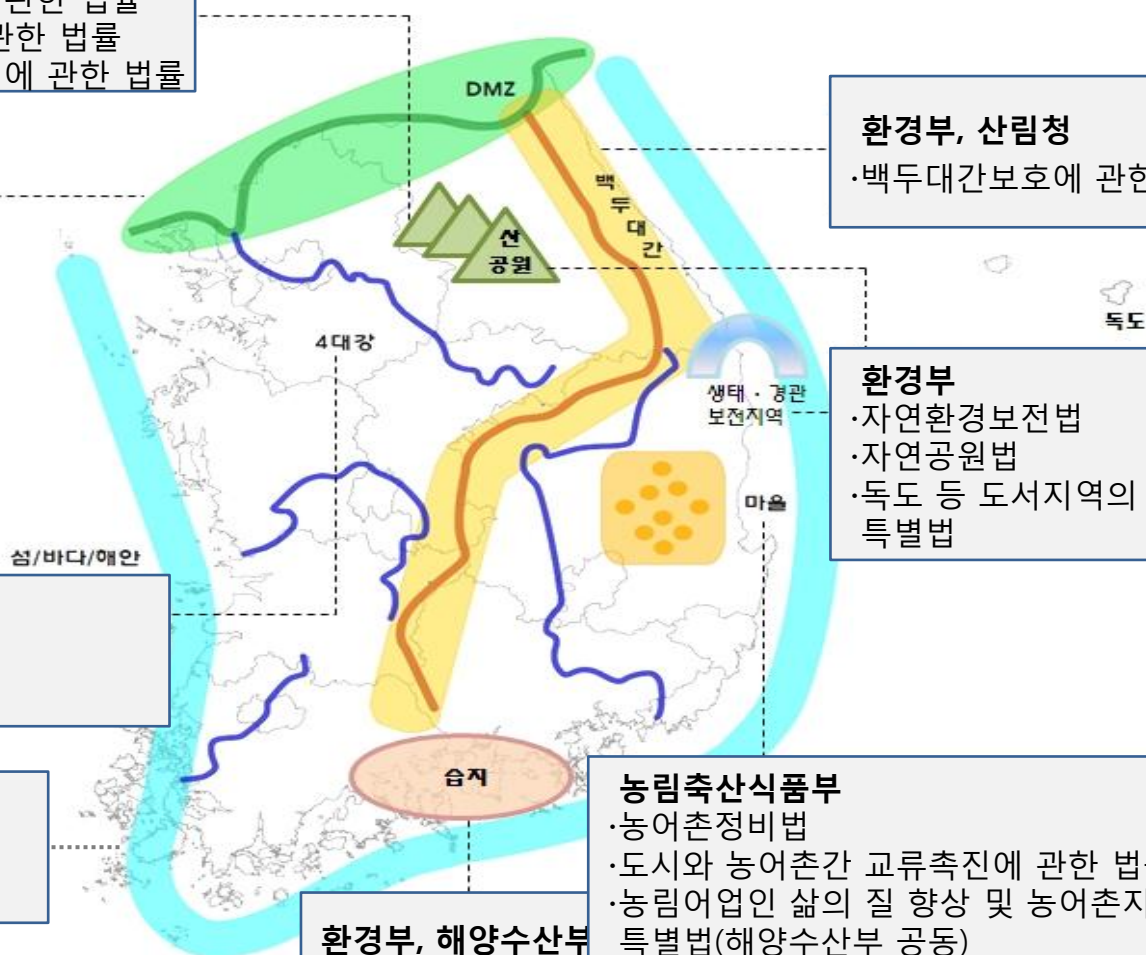 관한 법률
관한 법률
에 관한 법률
DMZ
환경부, 산림청
·백두대간보호에 관한
백두대간
산
공원
독도
4대강
환경부
·자연환경보전법
·자연공원법
·독도 등 도서지역의
특별법
생태·경관
보전지역
마을
섬/바다/해안
습지
농림축산식품부
·농어촌정비법
·도시와 농어촌간 교류촉진에 관한 법
·농림어업인 삶의 질 향상 및 농어촌지
특별법(해양수산부 공동)
환경부, 해양수산부